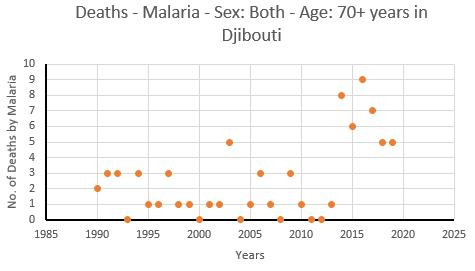 Deaths - Malaria - Sex: Both - Age: 70+ years in
Djibouti
10
9
8
7
6
5
4
3
2
1
0
No. of Deaths by Malaria
1985 1990 1995 2000 2005 2010 2015 2020 2025
Years